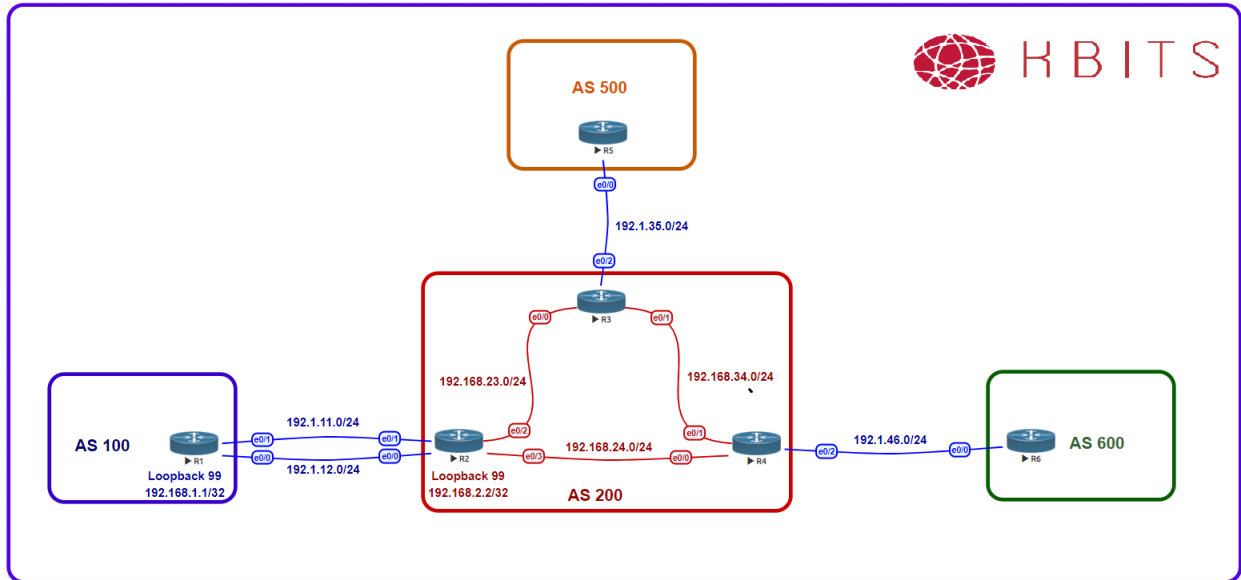 KBITS
AS 500
R5
e0/0
192.1.35.0/24
e0/2
R3
e0/0
e0/1
192.168.23.0/24
192.168.34.0/24
AS 100
192.1.11.0/24
e0/1
e0/1
R1
e0/0
e0/0
192.1.12.0/24
Loopback 99
192.168.1.1/32
e0/2
R2
e0/3
Loopback 99
192.168.2.2/32
192.168.24.0/24
AS 200
e0/1
R4
e0/0
e0/2
192.1.46.0/24
e0/0
R6
AS 600